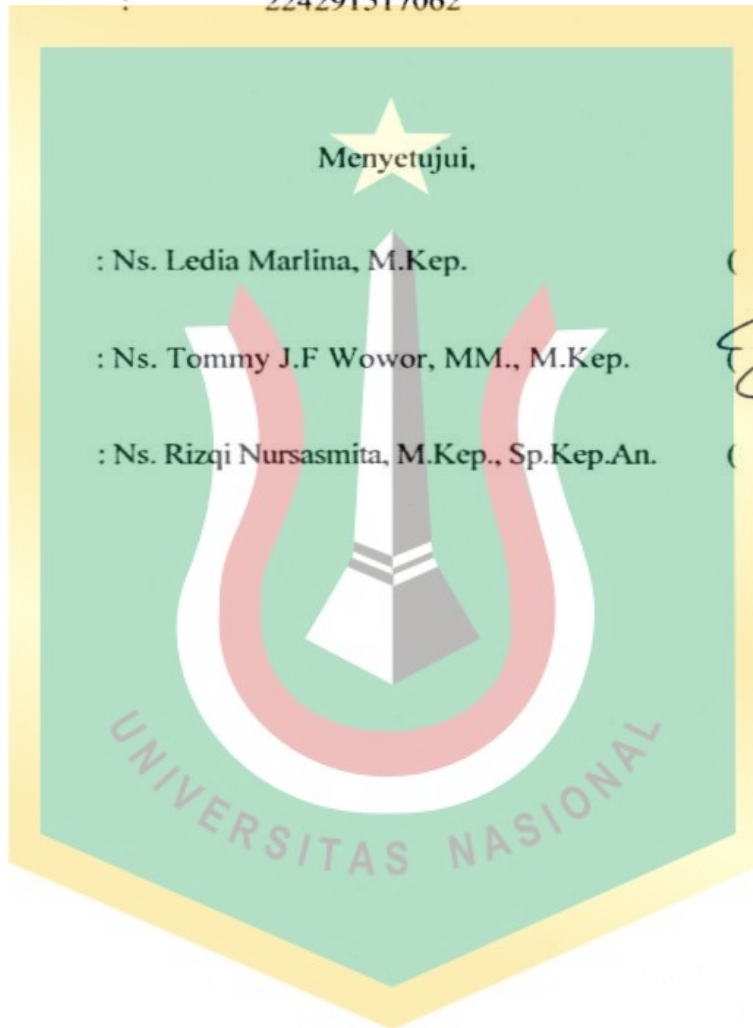 : 224291517062
Menyetujui,
: Ns. Ledia Marlina, M.Kep. (
: Ns. Tommy J.F Wowor, MM., M.Kep. (
: Ns. Rizqi Nursasmita, M.Kep., Sp.Kep.An. (
UNIVERSITAS NASIONAL